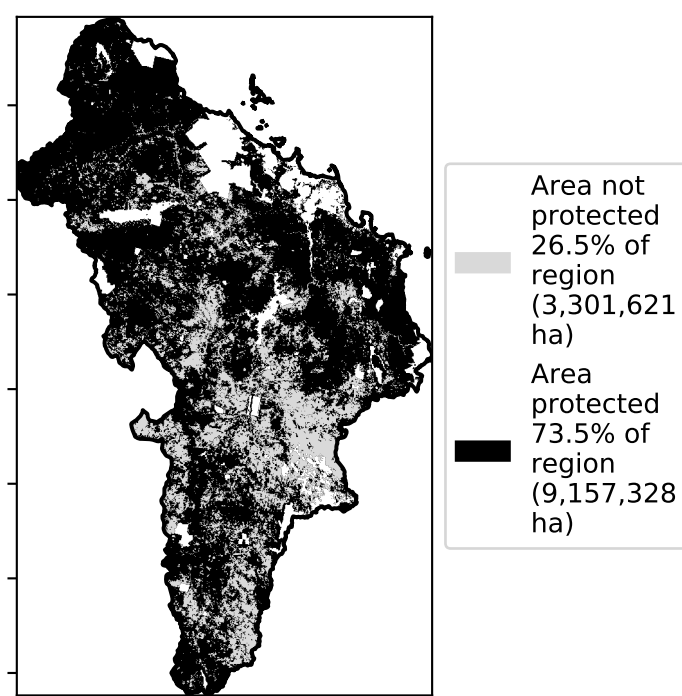 Area not
protected
26.5% of
region
(3,301,621
ha)
Area
protected
73.5% of
region
(9,157,328
ha)